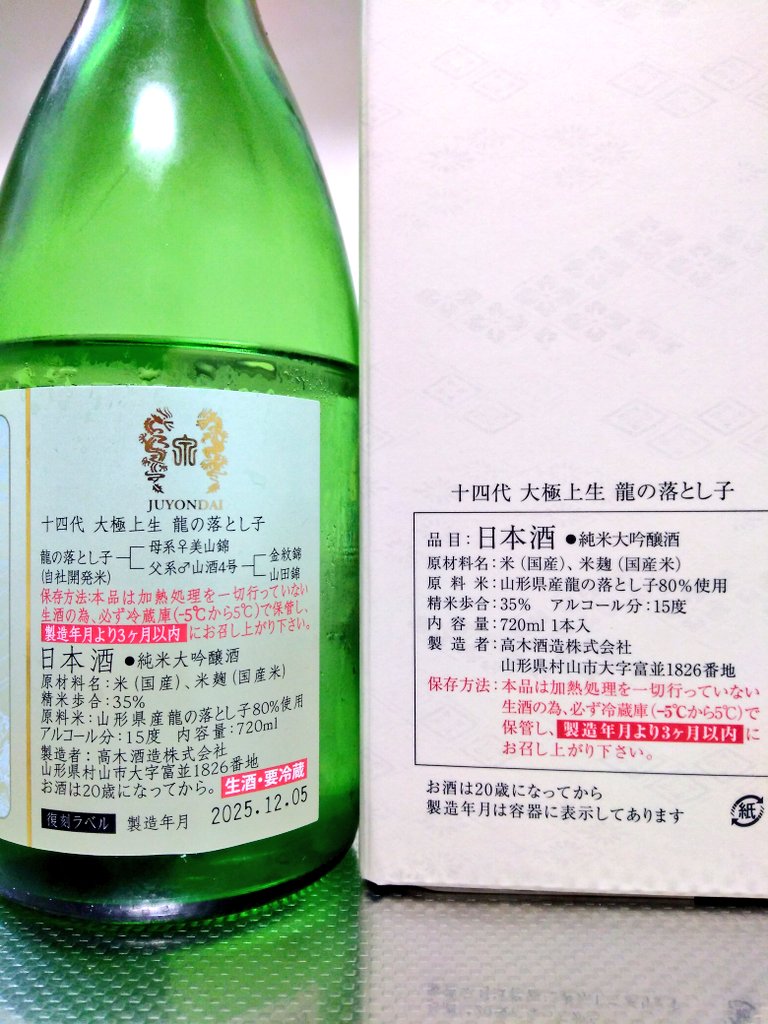 JUYONDAI
十四代 大極上生 龍の落とし子
龍の落とし子
(自社開発米)
母系♀美山錦
父系♂山酒4号
金紋錦
山田錦
保存方法:本品は加熱処理を一切行っていない
生酒の為、必ず冷蔵庫(-5℃から5℃)で保管し、
製造年月より3ヶ月以内にお召し上がり下さい。
日本酒 ●純米大吟醸酒
原材料名:米(国産)、米麹(国産米)
精米歩合:35%
原料米:山形県産龍の落とし子80%使用
アルコール分:15度 内容量:720ml
製造者:高木酒造株式会社
山形県村山市大字富並1826番地
お酒は20歳になってから。 生酒・要冷蔵
復刻ラベル 製造年月 2025.12.05
十四代 大極上生 龍の落とし子
品目:日本酒 ●純米大吟醸酒
原材料名:米(国産)、米麹(国産米)
原料米:山形県産龍の落とし子80%使用
精米歩合:35% アルコール分:15度
内容量:720ml 1本入
製造者:高木酒造株式会社
山形県村山市大字富並1826番地
保存方法:本品は加熱処理を一切行っていない
生酒の為、必ず冷蔵庫(-5℃から5℃)で
保管し、製造年月より3ヶ月以内に
お召し上がり下さい。
お酒は20歳になってから
製造年月は容器に表示してあります
紙